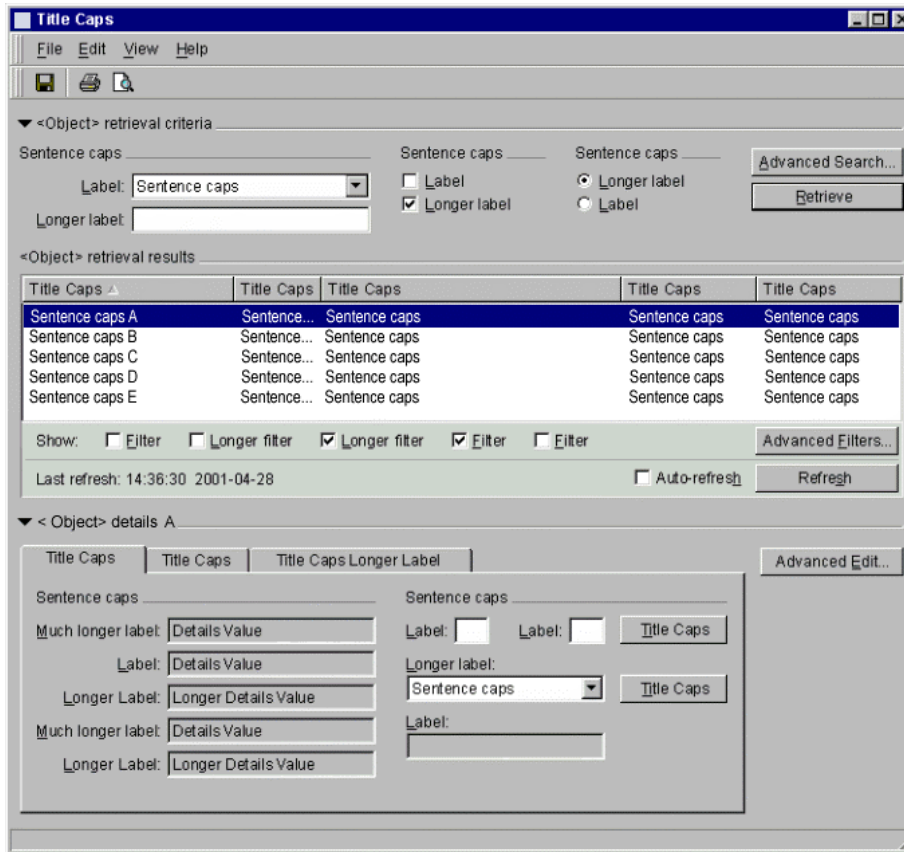 Title Caps
File Edit View Help
<Object> retrieval criteria
Sentence caps Sentence caps Sentence caps Advanced Search...
Label: Sentence caps Label Longer label
Retrieve
Longer label: Longer label Label
<Object> retrieval results
Title Caps Title Caps Title Caps Title Caps Title Caps
Sentence caps A Sentence... Sentence caps Sentence caps Sentence caps
Sentence caps B Sentence... Sentence caps Sentence caps Sentence caps
Sentence caps C Sentence... Sentence caps Sentence caps Sentence caps
Sentence caps D Sentence... Sentence caps Sentence caps Sentence caps
Sentence caps E Sentence... Sentence caps Sentence caps Sentence caps
Show: Filter Longer filter Longer filter Filter Filter Advanced Filters...
Last refresh: 14:36:30 2001-04-28 Auto-refresh Refresh
< Object> details A
Title Caps Title Caps Title Caps Longer Label Advanced Edit...
Sentence caps Sentence caps
Much longer label: Details Value Label: Label: Title Caps
Label: Details Value Longer label:
Longer Label: Longer Details Value Sentence caps Title Caps
Much longer label: Details Value Label:
Longer Label: Longer Details Value